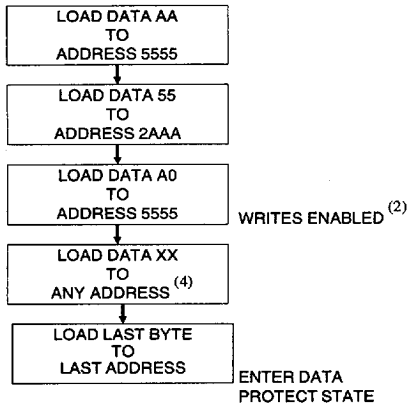 LOAD DATA AA
TO
ADDRESS 5555
LOAD DATA 55
TO
ADDRESS 2AAA
LOAD DATA A0
TO
ADDRESS 5555
WRITES ENABLED (2)
LOAD DATA XX
TO
ANY ADDRESS (4)
LOAD LAST BYTE
TO
LAST ADDRESS
ENTER DATA
PROTECT STATE